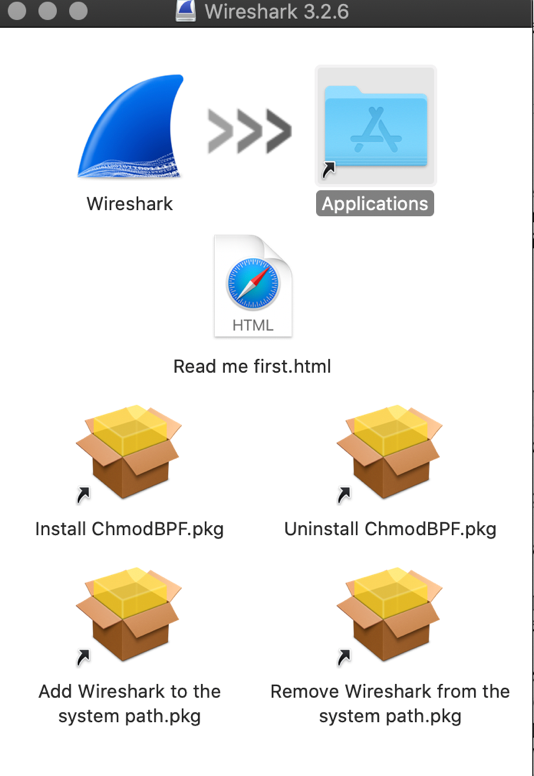 Wireshark 3.2.6
Wireshark
Applications
HTML
Read me first.html
Install ChmodBPF.pkg
Uninstall ChmodBPF.pkg
Add Wireshark to the
system path.pkg
Remove Wireshark from the
system path.pkg